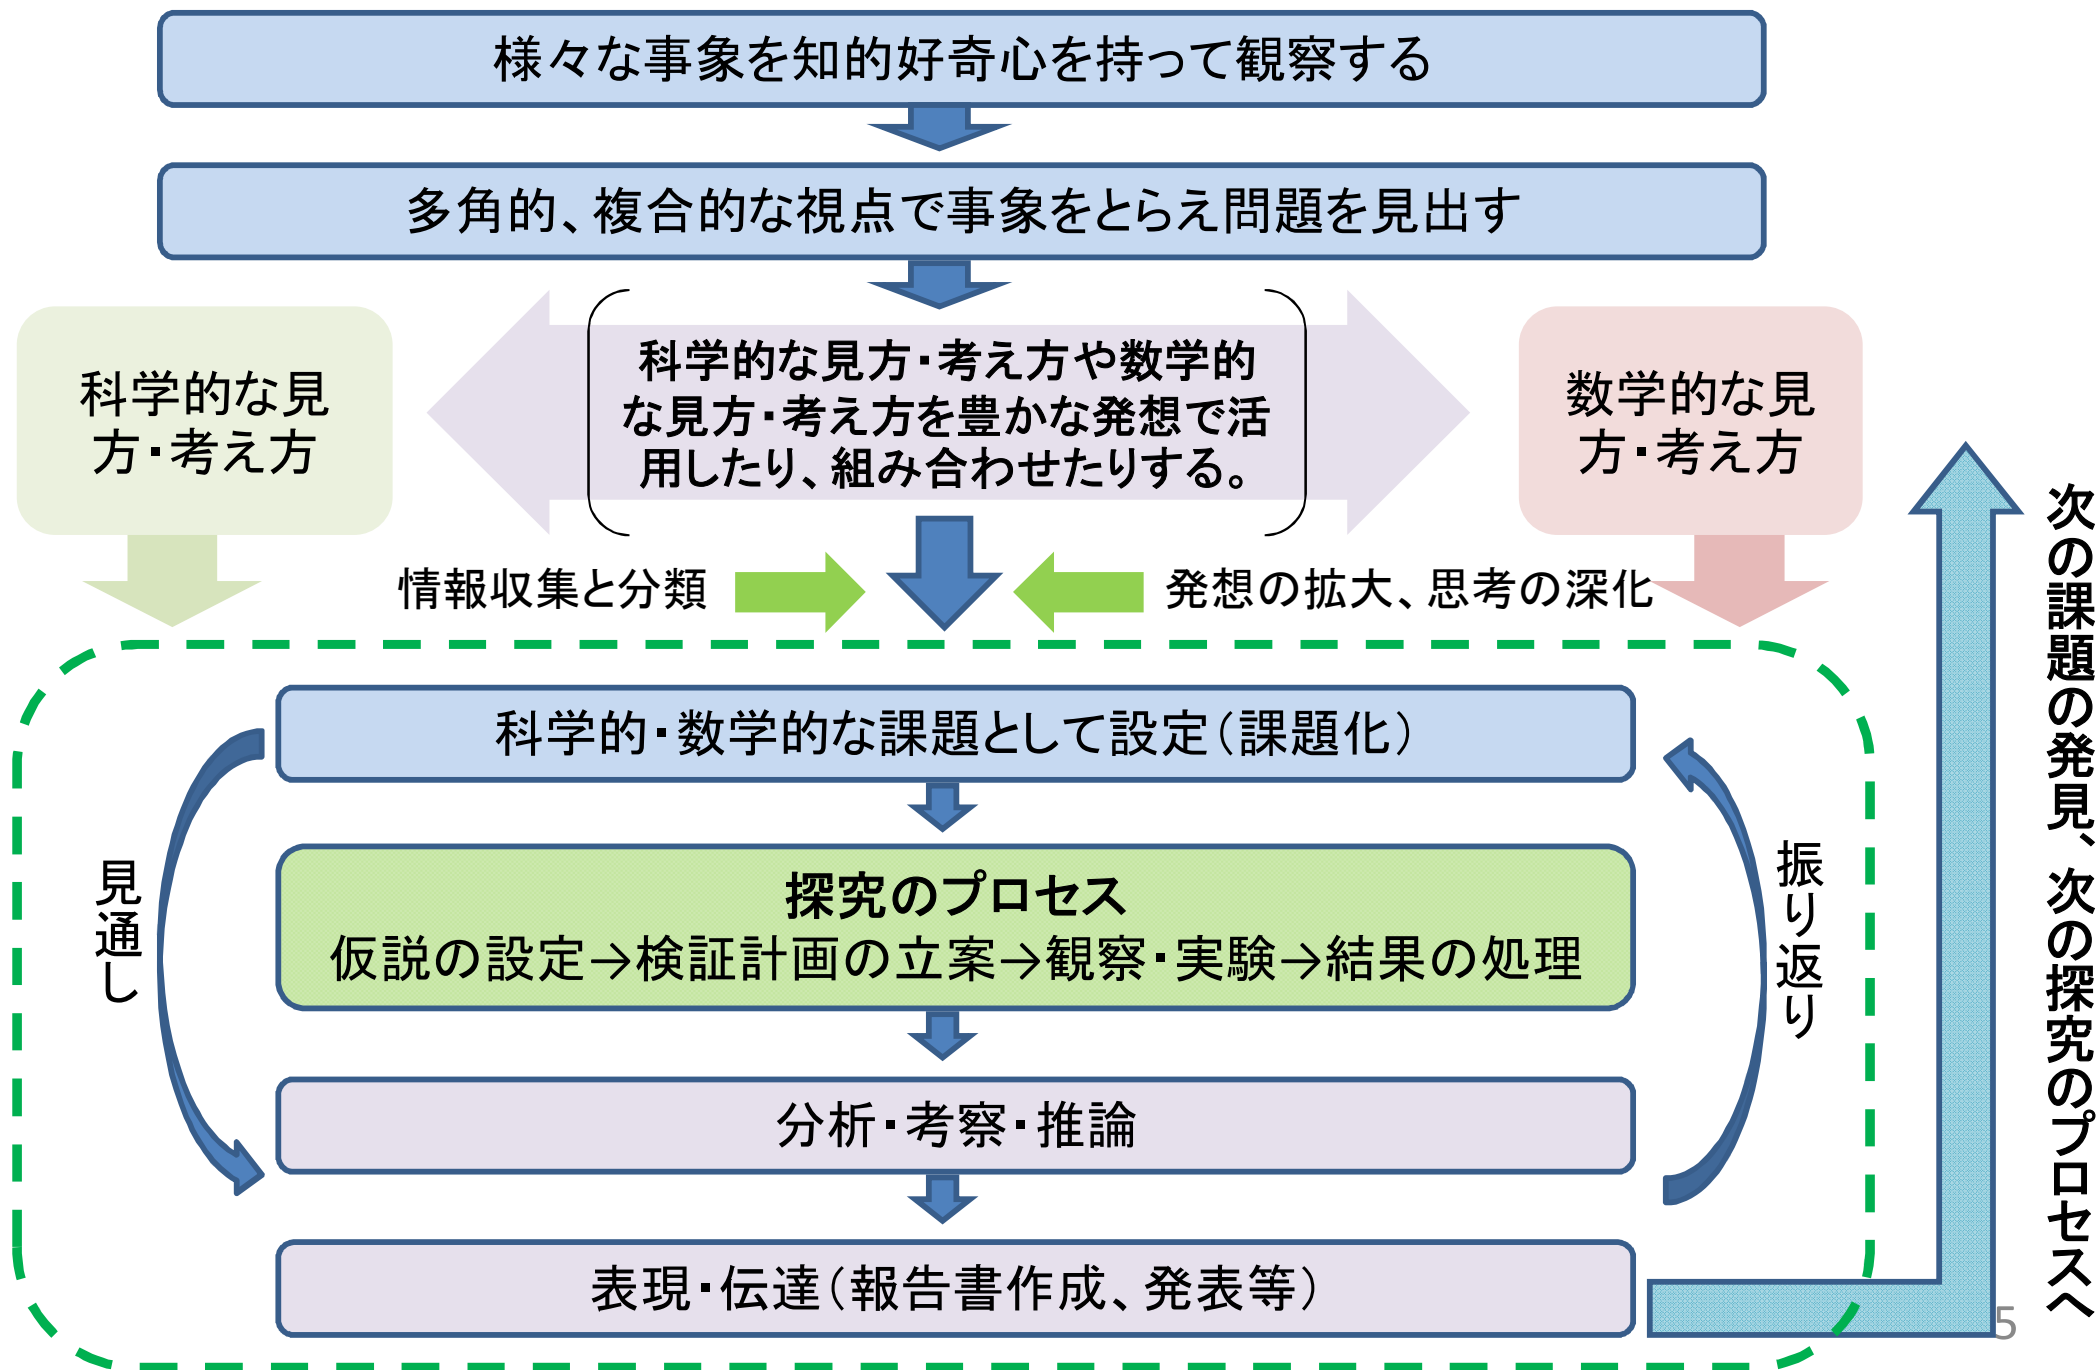 様々な事象を知的好奇心を持って観察する
多角的、複合的な視点で事象をとらえ問題を見出す
科学的な見
方・考え方
科学的な見方・考え方や数学的
な見方・考え方を豊かな発想で活
用したり、組み合わせたりする。
数学的な見
方・考え方
情報収集と分類
発想の拡大、思考の深化
科学的・数学的な課題として設定（課題化）
探究のプロセス
仮説の設定→検証計画の立案→観察・実験→結果の処理
見通し
振り返り
分析・考察・推論
表現・伝達（報告書作成、発表等）
次の課題の発見、次の探究のプロセスへ
5